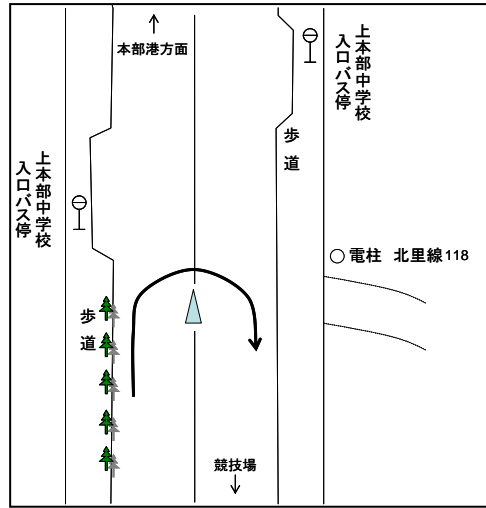 本部港方面
上本部中学校
入口バス停
歩道
上本部中学校
入口バス停
電柱 北里線118
歩道
競技場